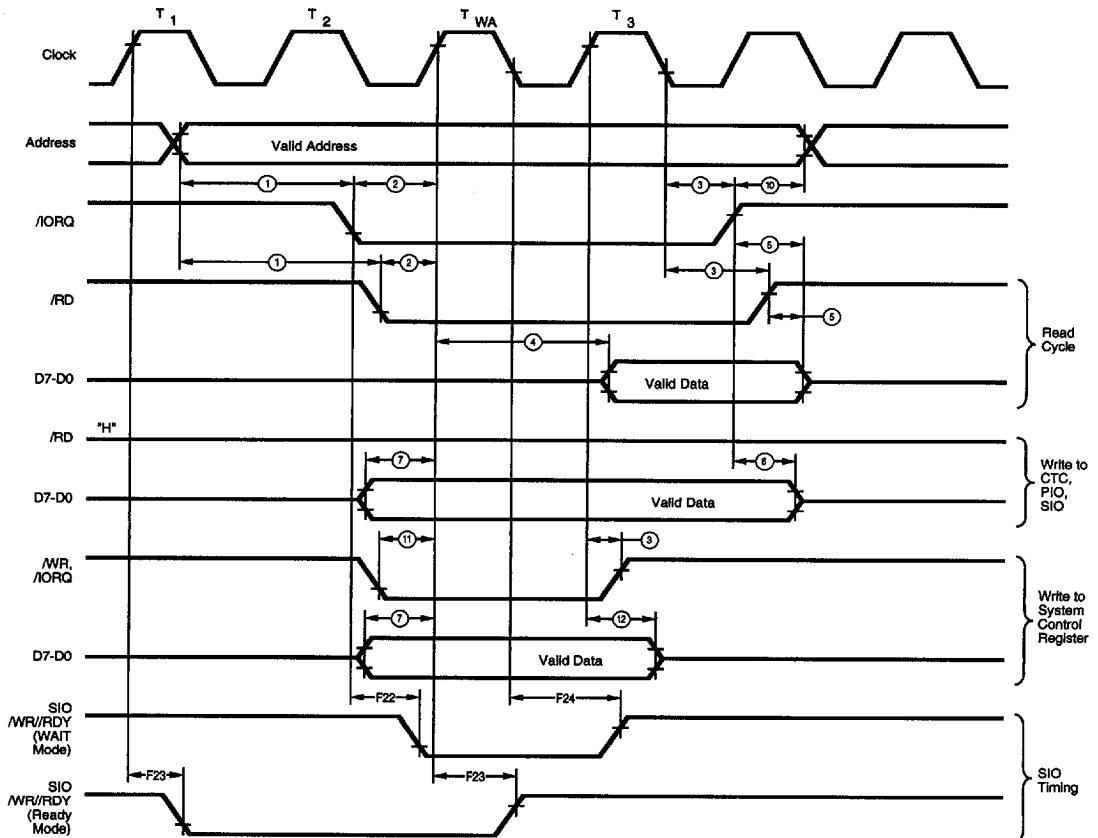 T 1
T 2
T WA
T 3
Clock
Address
Valid Address
1
2
3
10
/IORQ
5
1
2
3
/RD
5
4
Read
Cycle
D7-D0
Valid Data
/RD
"H"
7
6
Write to
CTC,
PIO,
SIO
D7-D0
Valid Data
11
3
/WR,
/IORQ
7
12
Write to
System
Control
Register
D7-D0
Valid Data
F22
F24
SIO
/WR//RDY
(WAIT
Mode)
F23
F23
SIO
Timing
SIO
/WR//RDY
(Ready
Mode)